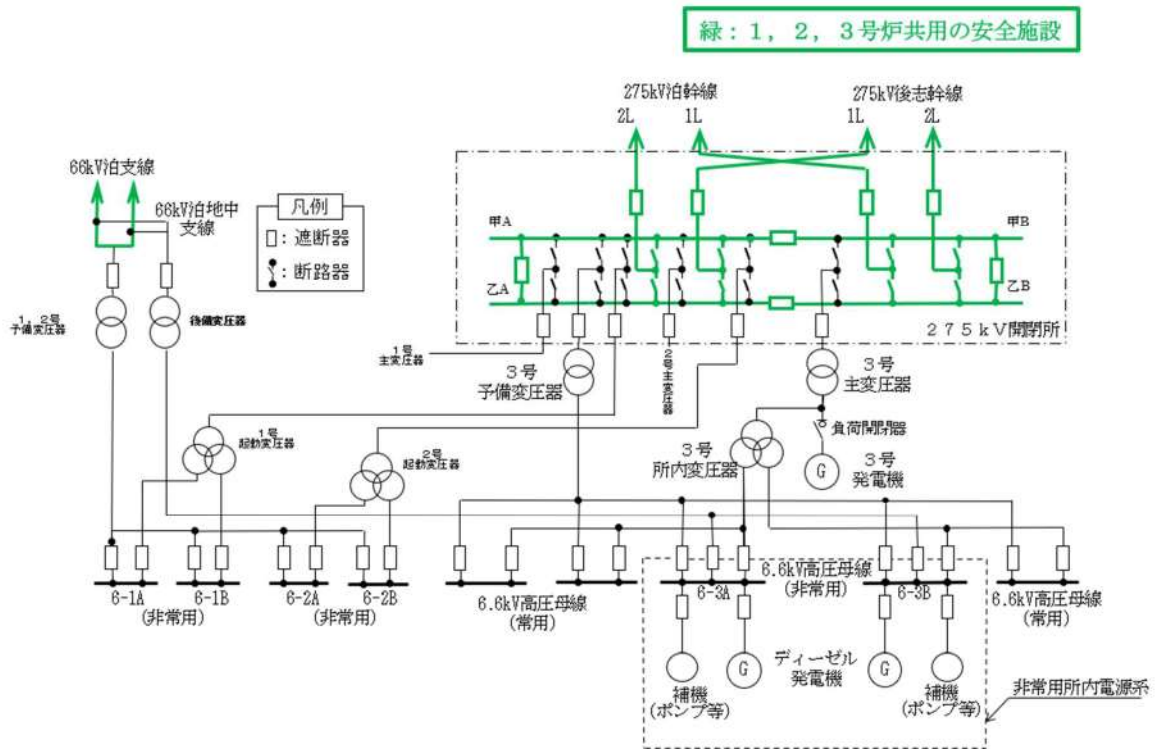 緑：１，２，３号炉共用の安全施設
275kV泊幹線
2L
1L
275kV後志幹線
1L
2L
66kV泊支線
66kV泊地中
支線
凡例
：遮断器
：断路器
甲A
甲B
乙A
乙B
２７５ｋＶ開閉所
１，２号
予備変圧器
後備変圧器
1号
主変圧器
３号
予備変圧器
2号主変圧器
３号
主変圧器
1号
起動変圧器
2号
起動変圧器
３号
所内変圧器
負荷開閉器
G
３号
発電機
6-1A
6-1B
(非常用)
6-2A
6-2B
(非常用)
6.6kV高圧母線
(常用)
6.6kV高圧母線
(非常用)
6-3A
6-3B
6.6kV高圧母線
(常用)
G
ディーゼル
発電機
G
補機
(ポンプ等)
補機
(ポンプ等)
非常用所内電源系